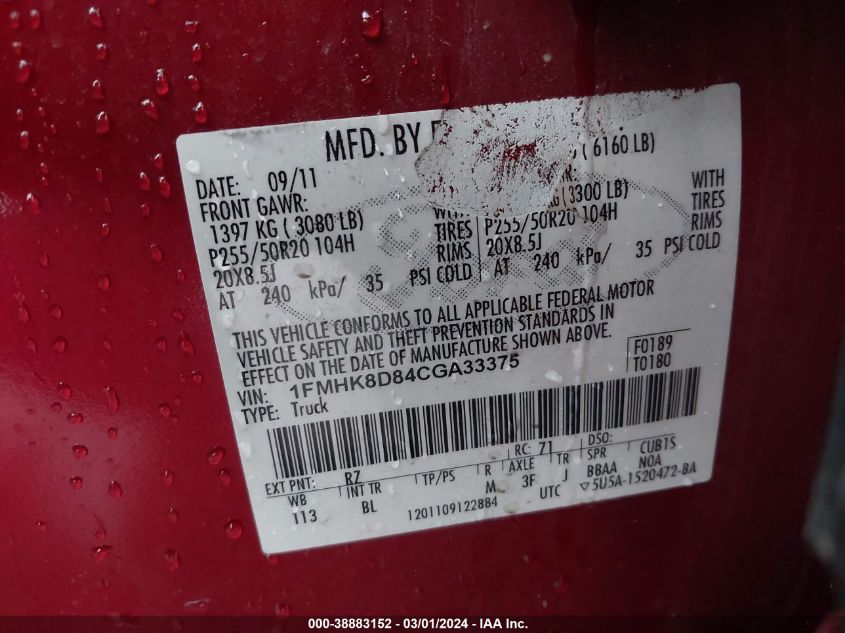 MFD. BY F
6160 LB)
DATE: 09/11
FRONT GAWR:
1397 KG ( 3080 LB)
P255/50R20 104H
20X8.5J
AT 240 kPa/ 35 PSI COLD
WITH
TIRES
RIMS
KG(3300 LB)
P255/50R20 104H
20X8.5J
AT 240 kPa/ 35 PSI COLD
WITH
TIRES
RIMS
THIS VEHICLE CONFORMS TO ALL APPLICABLE FEDERAL MOTOR
VEHICLE SAFETY AND THEFT PREVENTION STANDARDS IN
EFFECT ON THE DATE OF MANUFACTURE SHOWN ABOVE.
VIN: 1FMHK8D84CGA33375
TYPE: Truck
F0189
T0180
EXT PNT: RZ RC: 71 DSO:
WB INT TR TP/PS R AXLE TR SPR CUB1S
113 BL M 3F J BBAA NOA
1201109122884 UTC ▽5U5A-1520472-BA
000-38883152 - 03/01/2024 - IAA Inc.